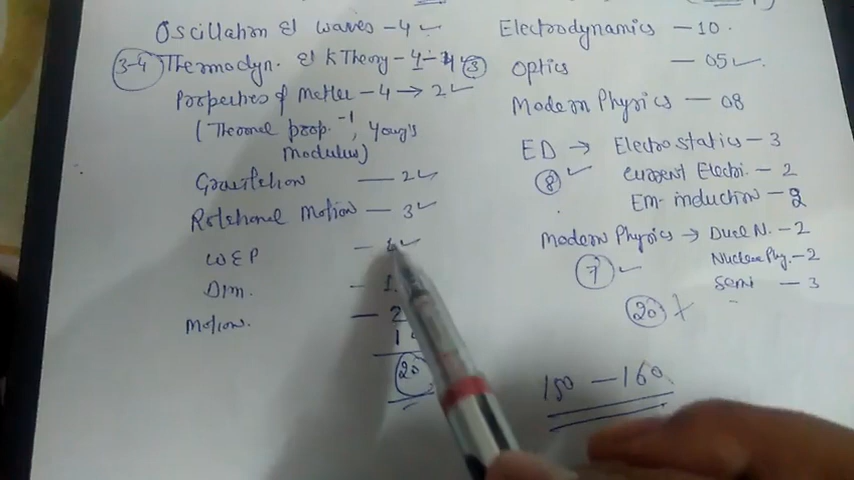 Oscillation & waves - 4 ✓
3-4 Thermodyn. & K Theory - 4 - 4 3
Properties of Matter - 4 → 2 ✓
(Thermal prop. -1, Young's
Modulus)
Gravitation — 2 ✓
Rotational Motion — 3 ✓
WEP — ✓
Dim. - 1
Motion. — 2
1
20
Electrodynamics — 10.
Optics — 05 ✓
Modern Physics — 08
ED → Electrostatics — 3
8 ✓ Current Electri. - 2
Em. induction — 2
Modern Physics → Dual N. - 2
7 ✓ Nuclear Phy. - 2
Semi — 3
20
150 — 160